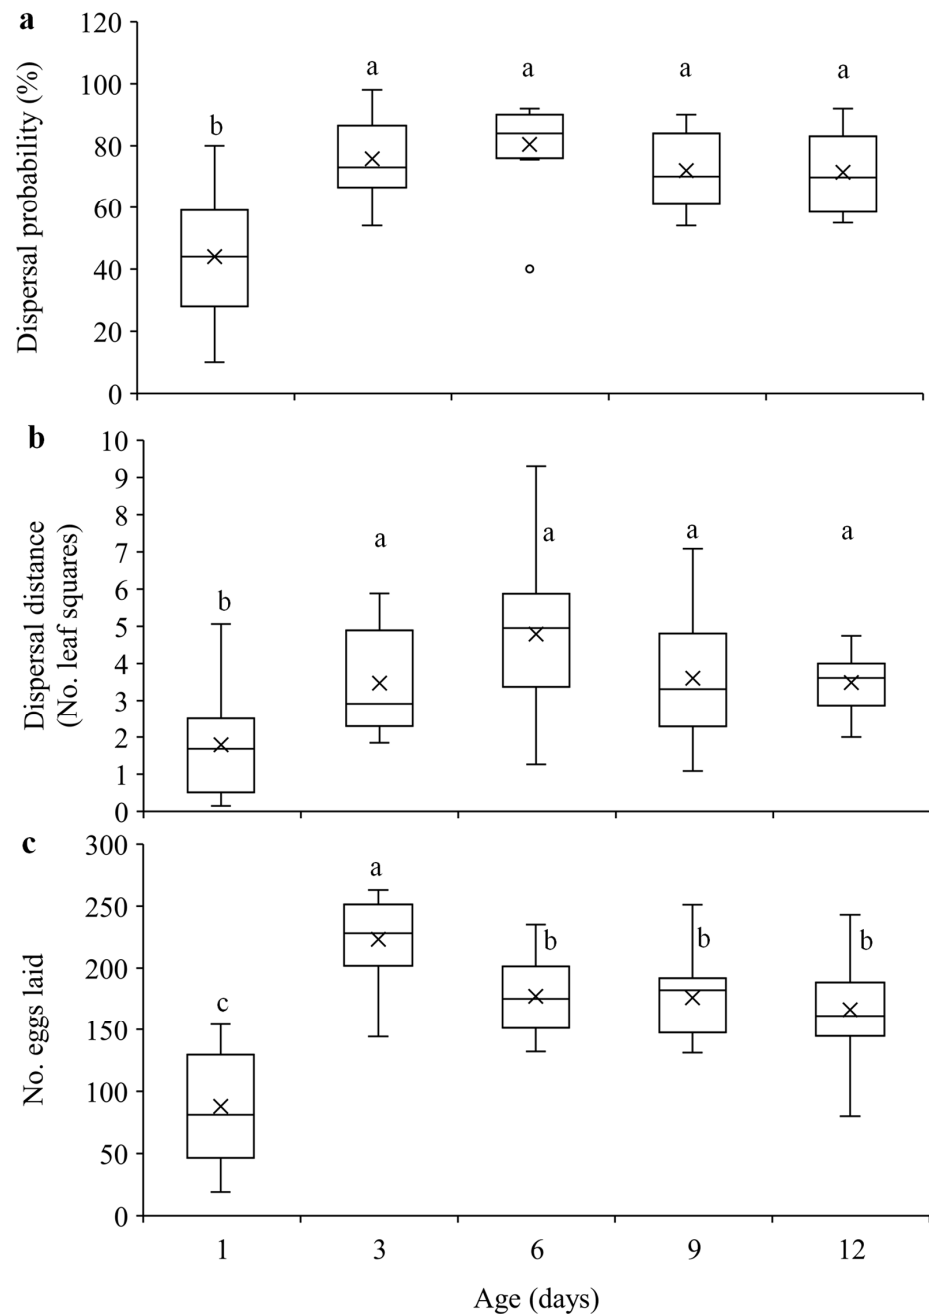 a
Dispersal probability (%)
120
100
80
60
40
20
0
b
a
a
a
a
b
Dispersal distance
(No. leaf squares)
10
9
8
7
6
5
4
3
2
1
0
b
a
a
a
a
c
No. eggs laid
300
250
200
150
100
50
0
c
a
b
b
b
1 3 6 9 12
Age (days)